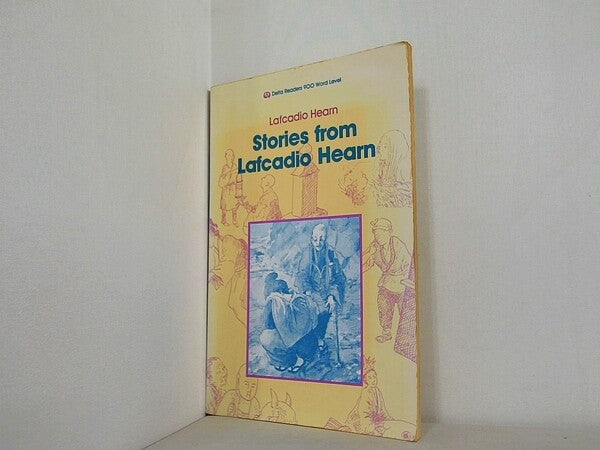 Delta Readers 900 Word Level
Lafcadio Hearn
Stories from
Lafcadio Hearn